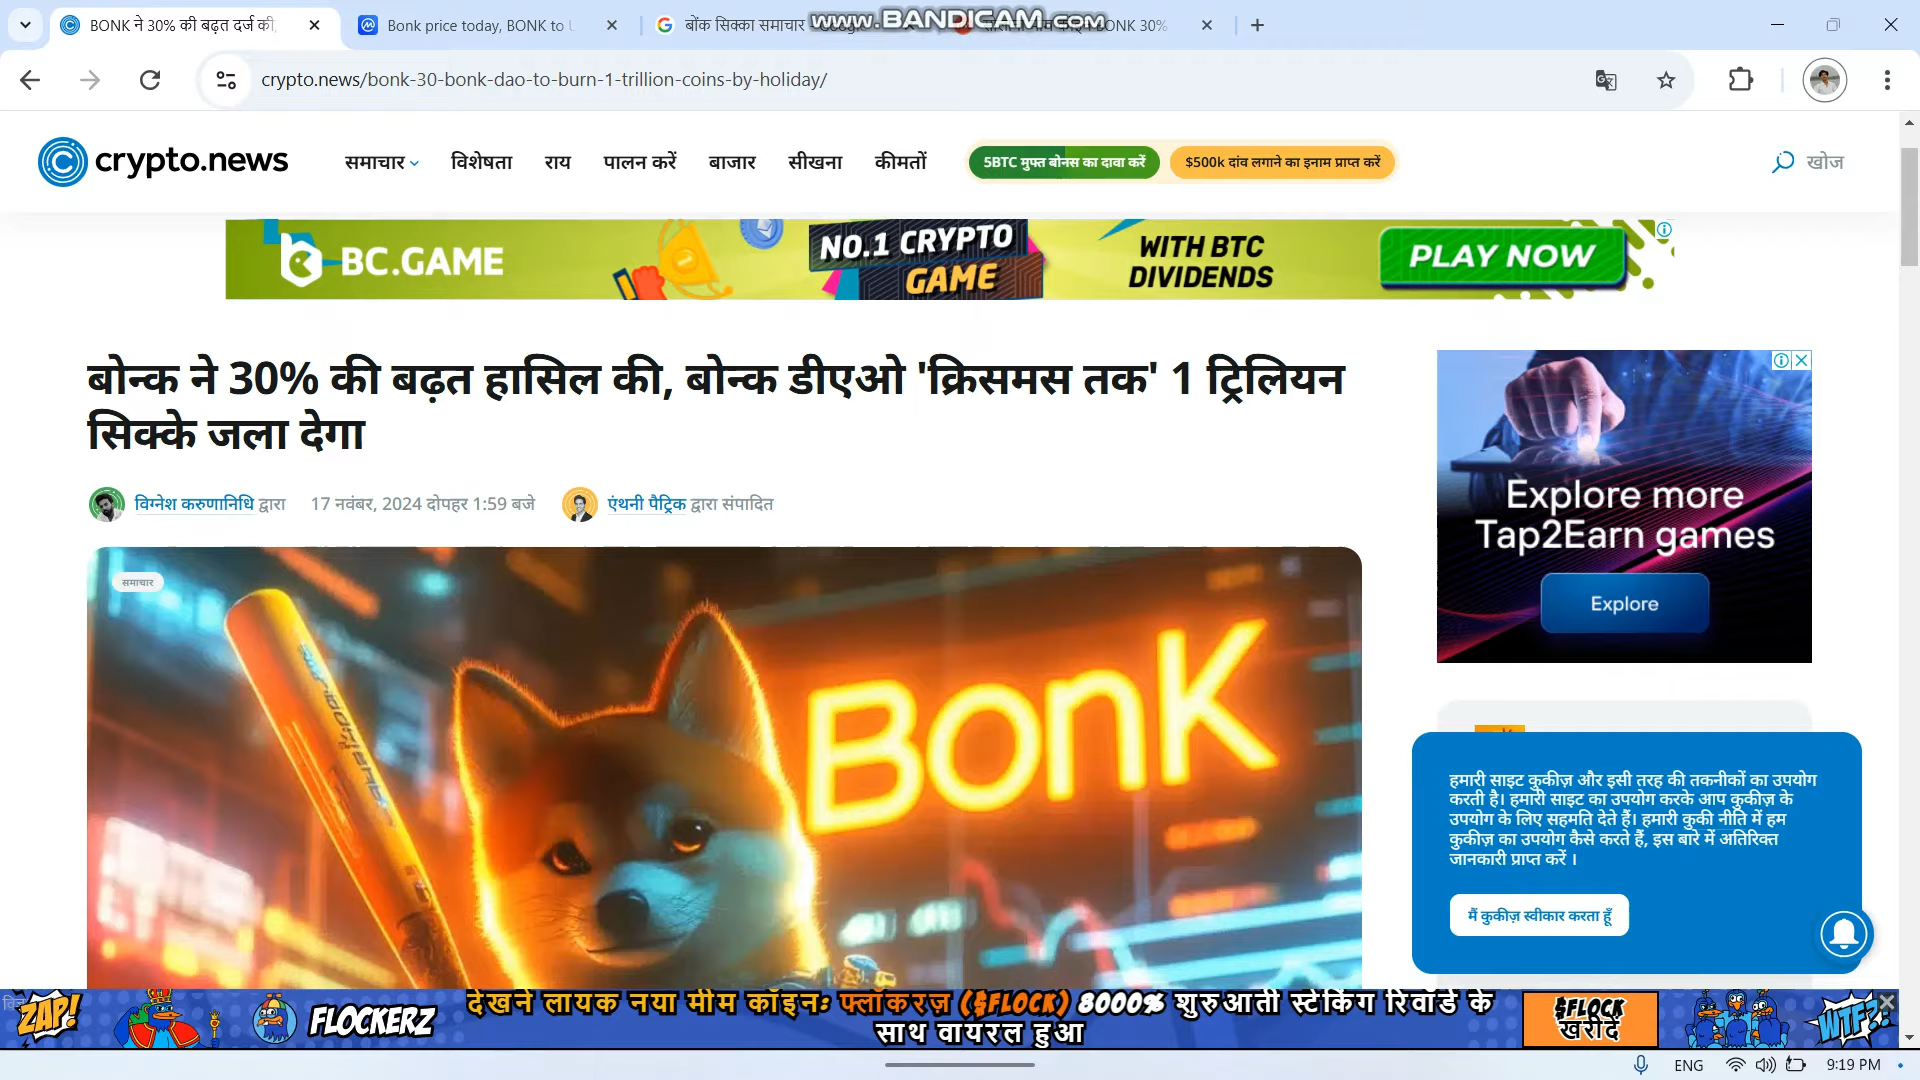 www.BANDICAM.com
BONK ने 30% की बढ़त दर्ज की,
Bonk price today, BONK to U
बोंक सिक्का समाचार - Google
BONK 30%
crypto.news/bonk-30-bonk-dao-to-burn-1-trillion-coins-by-holiday/
crypto.news
समाचार
विशेषता
राय
पालन करें
बाजार
सीखना
कीमतों
5BTC मुफ्त बोनस का दावा करें
$500k दांव लगाने का इनाम प्राप्त करें
खोज
BC.GAME
NO.1 CRYPTO
GAME
WITH BTC
DIVIDENDS
PLAY NOW
बोन्क ने 30% की बढ़त हासिल की, बोन्क डीएओ 'क्रिसमस तक' 1 ट्रिलियन
सिक्के जला देगा
विग्नेश करुणानिधि द्वारा
17 नवंबर, 2024 दोपहर 1:59 बजे
एंथनी पैट्रिक द्वारा संपादित
समाचार
BonK
Explore more
Tap2Earn games
Explore
हमारी साइट कुकीज़ और इसी तरह की तकनीकों का उपयोग
करती है। हमारी साइट का उपयोग करके आप कुकीज़ के
उपयोग के लिए सहमति देते हैं। हमारी कुकी नीति में हम
कुकीज़ का उपयोग कैसे करते हैं, इस बारे में अतिरिक्त
जानकारी प्राप्त करें ।
मैं कुकीज़ स्वीकार करता हूँ
ZAP!
FLOCKERZ
देखने लायक नया मीम कॉइन: फ्लॉकरज़ ($FLOCK) 8000% शुरुआती स्टेकिंग रिवॉर्ड के
साथ वायरल हुआ
$FLOCK
खरीदें
WTF?!
ENG
9:19 PM